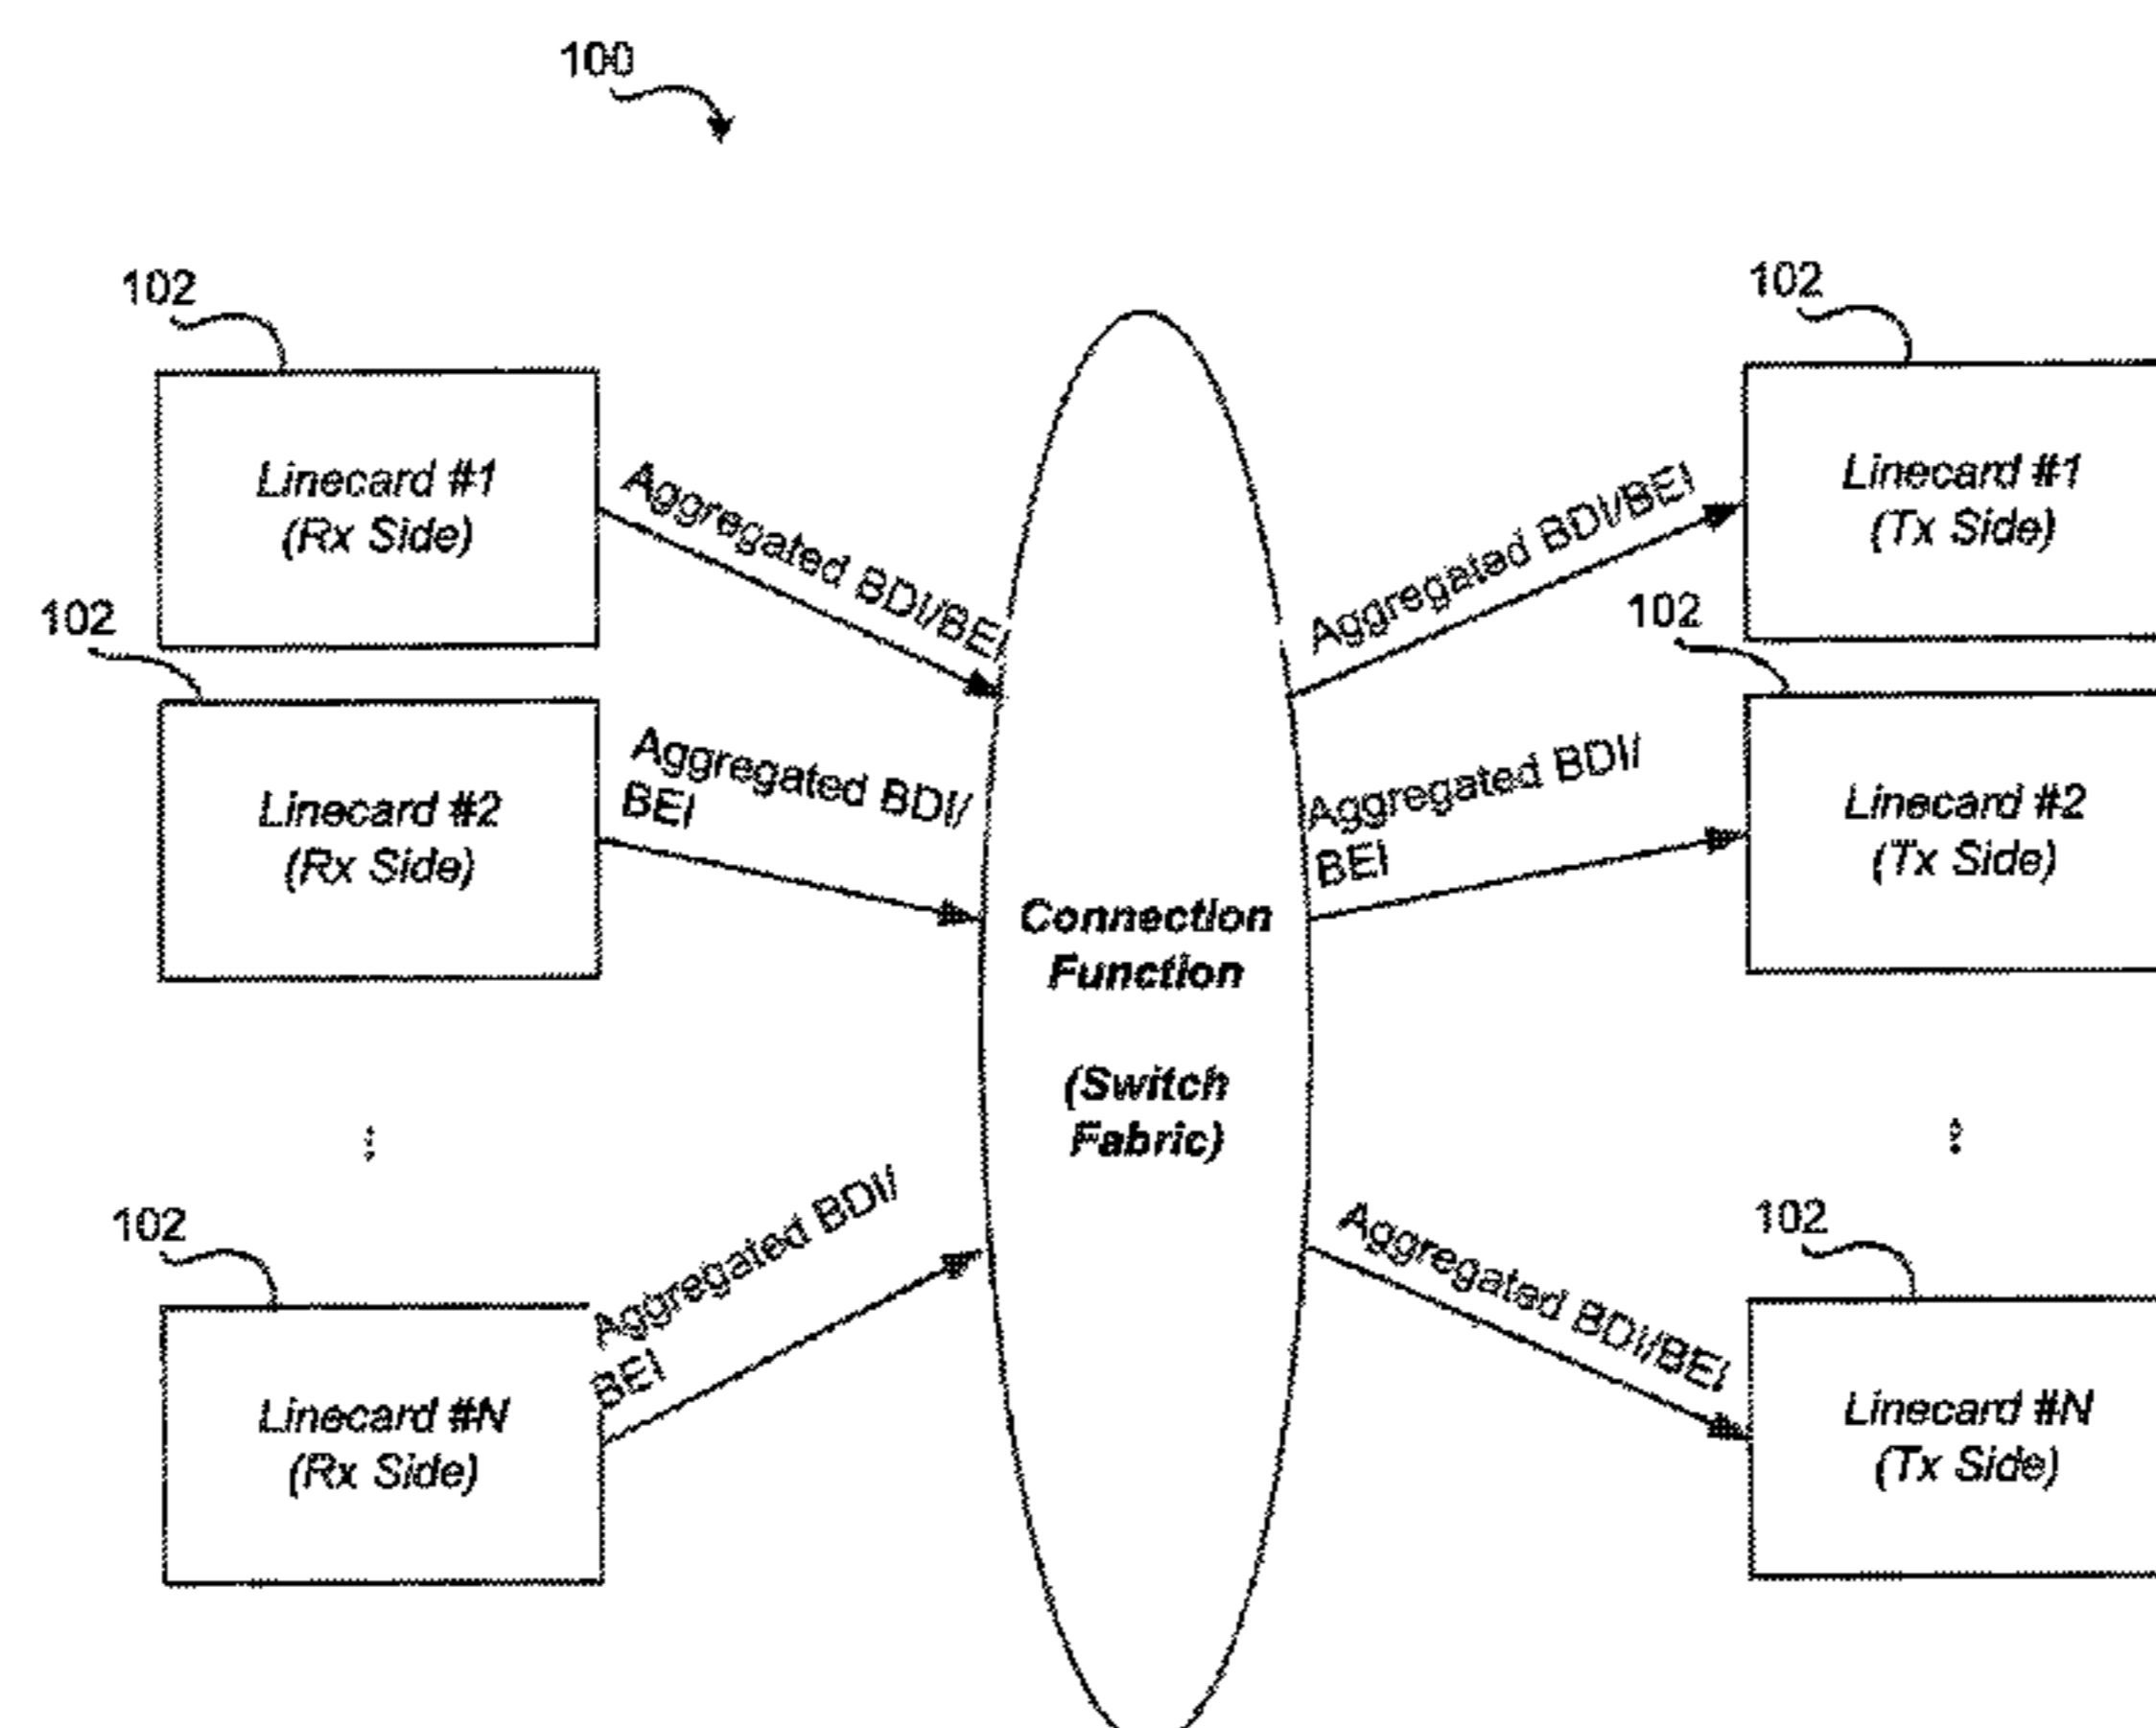 100
102
102
Linecard #1
(Rx Side)
Aggregated BDI/BEI
Aggregated BDI/BEI
Linecard #1
(Tx Side)
102
102
Linecard #2
(Rx Side)
Aggregated BDI/
BEI
Aggregated BDI/
BEI
Linecard #2
(Tx Side)
Connection
Function
(Switch
Fabric)
102
102
Linecard #N
(Rx Side)
Aggregated BDI/
BEI
Aggregated BDI/BEI
Linecard #N
(Tx Side)